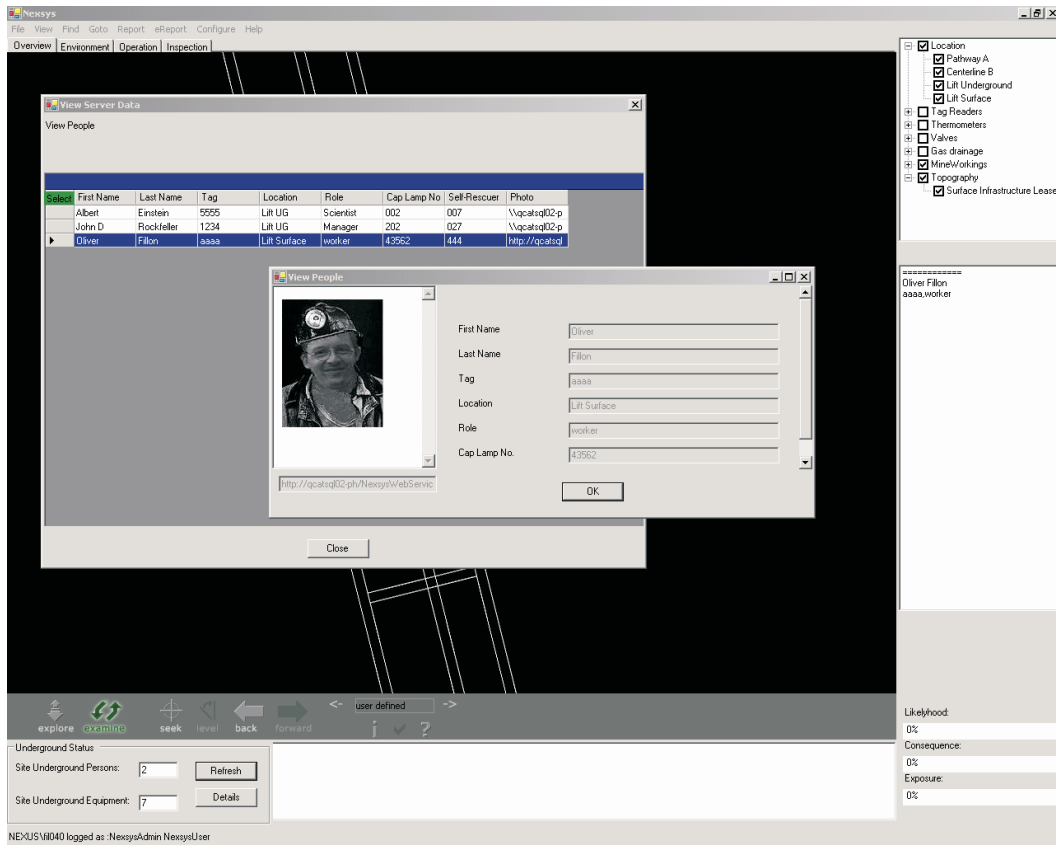 Nexsys
File View Find Goto Report eReport Configure Help
Overview Environment Operation Inspection
View Server Data
View People
Select First Name Last Name Tag Location Role Cap Lamp No Self-Rescuer Photo
Albert Einstein 5555 Lift UG Scientist 002 007 \\qcatsql02-p
John D Rockfeller 1234 Lift UG Manager 202 027 \\qcatsql02-p
Oliver Fillon aaaa Lift Surface worker 43562 444 http://qcatsql
View People
First Name Oliver
Last Name Fillon
Tag aaaa
Location Lift Surface
Role worker
Cap Lamp No. 43562
http://qcatsql02-ph/NexsysWebServic
OK
Close
Location
Pathway A
Centerline B
Lift Underground
Lift Surface
Tag Readers
Thermometers
Valves
Gas drainage
MineWorkings
Topography
Surface Infrastructure Lease
============
Oliver Fillon
aaaa,worker
explore examine seek level back forward
<- user defined ->
i ?
Underground Status
Site Underground Persons: 2 Refresh
Site Underground Equipment: 7 Details
Likelyhood:
0%
Consequence:
0%
Exposure:
0%
NEXUS\fil040 logged as :NexsysAdmin NexsysUser